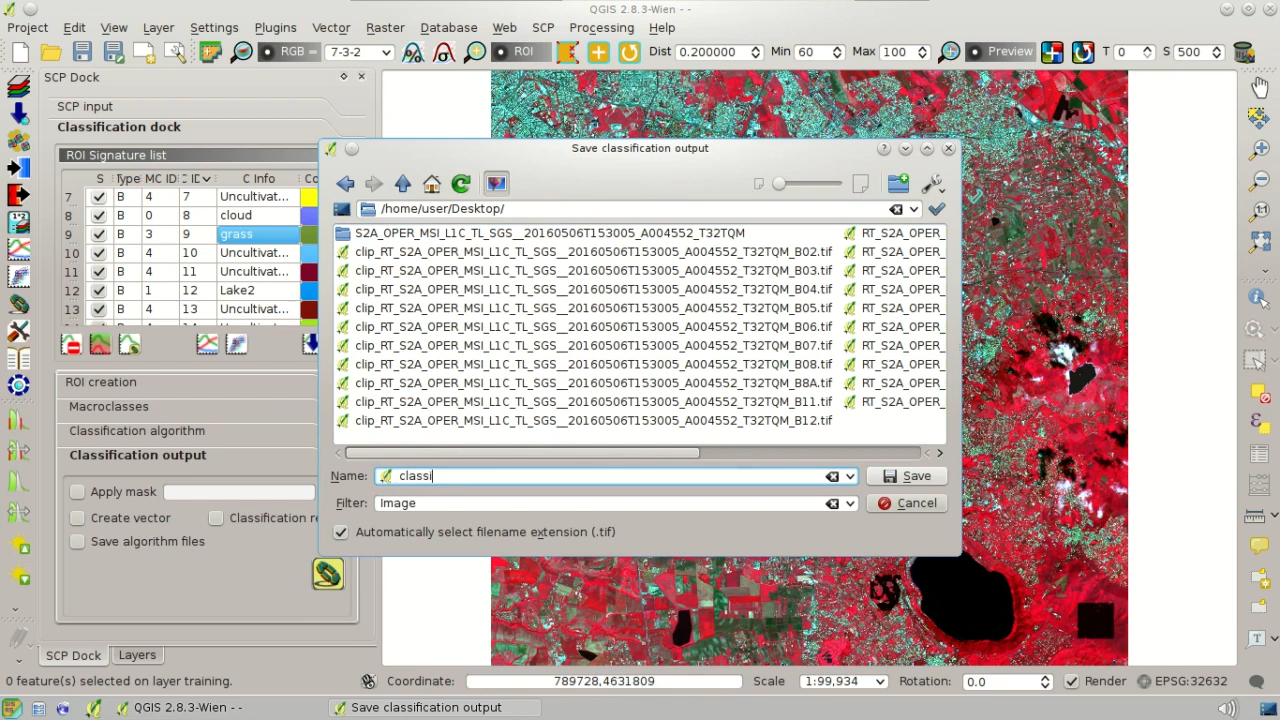 QGIS 2.8.3-Wien - -
Project Edit View Layer Settings Plugins Vector Raster Database Web SCP Processing Help
RGB = 7-3-2 ROI Dist 0.200000 Min 60 Max 100 Preview T 0 S 500
SCP Dock
SCP input
Classification dock
ROI Signature list
S Type MC ID C Info
7 B 4 7 Uncultivat...
8 B 0 8 cloud
9 B 3 9 grass
10 B 4 10 Uncultivat...
11 B 4 11 Uncultivat...
12 B 1 12 Lake2
13 B 4 13 Uncultivat...
ROI creation
Macroclasses
Classification algorithm
Classification output
Apply mask
Create vector Classification re
Save algorithm files
SCP Dock Layers
Save classification output
/home/user/Desktop/
S2A_OPER_MSI_L1C_TL_SGS__20160506T153005_A004552_T32TQM RT_S2A_OPER_
clip_RT_S2A_OPER_MSI_L1C_TL_SGS__20160506T153005_A004552_T32TQM_B02.tif RT_S2A_OPER_
clip_RT_S2A_OPER_MSI_L1C_TL_SGS__20160506T153005_A004552_T32TQM_B03.tif RT_S2A_OPER_
clip_RT_S2A_OPER_MSI_L1C_TL_SGS__20160506T153005_A004552_T32TQM_B04.tif RT_S2A_OPER_
clip_RT_S2A_OPER_MSI_L1C_TL_SGS__20160506T153005_A004552_T32TQM_B05.tif RT_S2A_OPER_
clip_RT_S2A_OPER_MSI_L1C_TL_SGS__20160506T153005_A004552_T32TQM_B06.tif RT_S2A_OPER_
clip_RT_S2A_OPER_MSI_L1C_TL_SGS__20160506T153005_A004552_T32TQM_B07.tif RT_S2A_OPER_
clip_RT_S2A_OPER_MSI_L1C_TL_SGS__20160506T153005_A004552_T32TQM_B08.tif RT_S2A_OPER_
clip_RT_S2A_OPER_MSI_L1C_TL_SGS__20160506T153005_A004552_T32TQM_B8A.tif RT_S2A_OPER_
clip_RT_S2A_OPER_MSI_L1C_TL_SGS__20160506T153005_A004552_T32TQM_B11.tif RT_S2A_OPER_
clip_RT_S2A_OPER_MSI_L1C_TL_SGS__20160506T153005_A004552_T32TQM_B12.tif
Name: classi Save
Filter: Image Cancel
Automatically select filename extension (.tif)
0 feature(s) selected on layer training. Coordinate: 789728,4631809 Scale 1:99,934 Rotation: 0.0 Render EPSG:32632
QGIS 2.8.3-Wien - - Save classification output